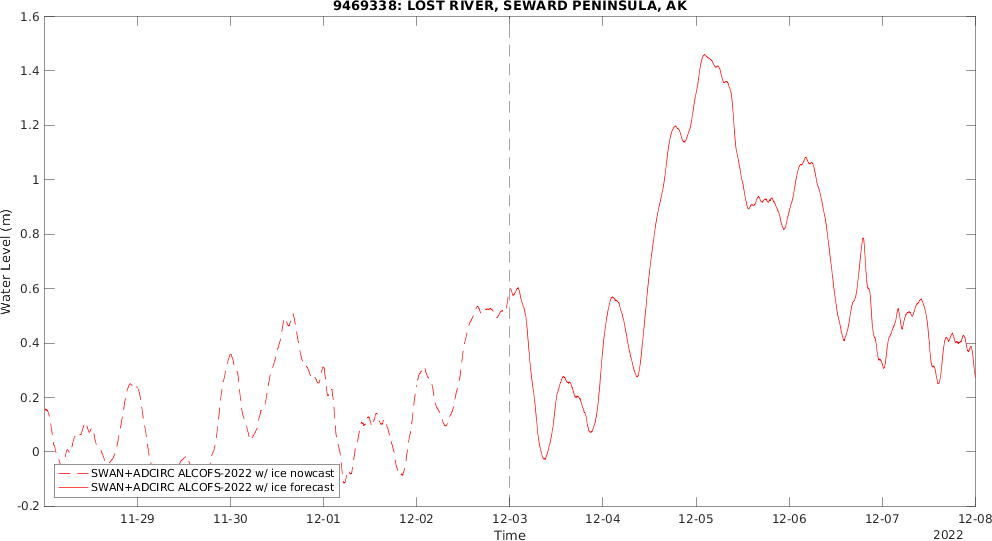 9469338: LOST RIVER, SEWARD PENINSULA, AK
Water Level (m)
1.6
1.4
1.2
1
0.8
0.6
0.4
0.2
0
-0.2
SWAN+ADCIRC ALCOFS-2022 w/ ice nowcast
SWAN+ADCIRC ALCOFS-2022 w/ ice forecast
11-29 11-30 12-01 12-02 12-03 12-04 12-05 12-06 12-07 12-08
Time
2022